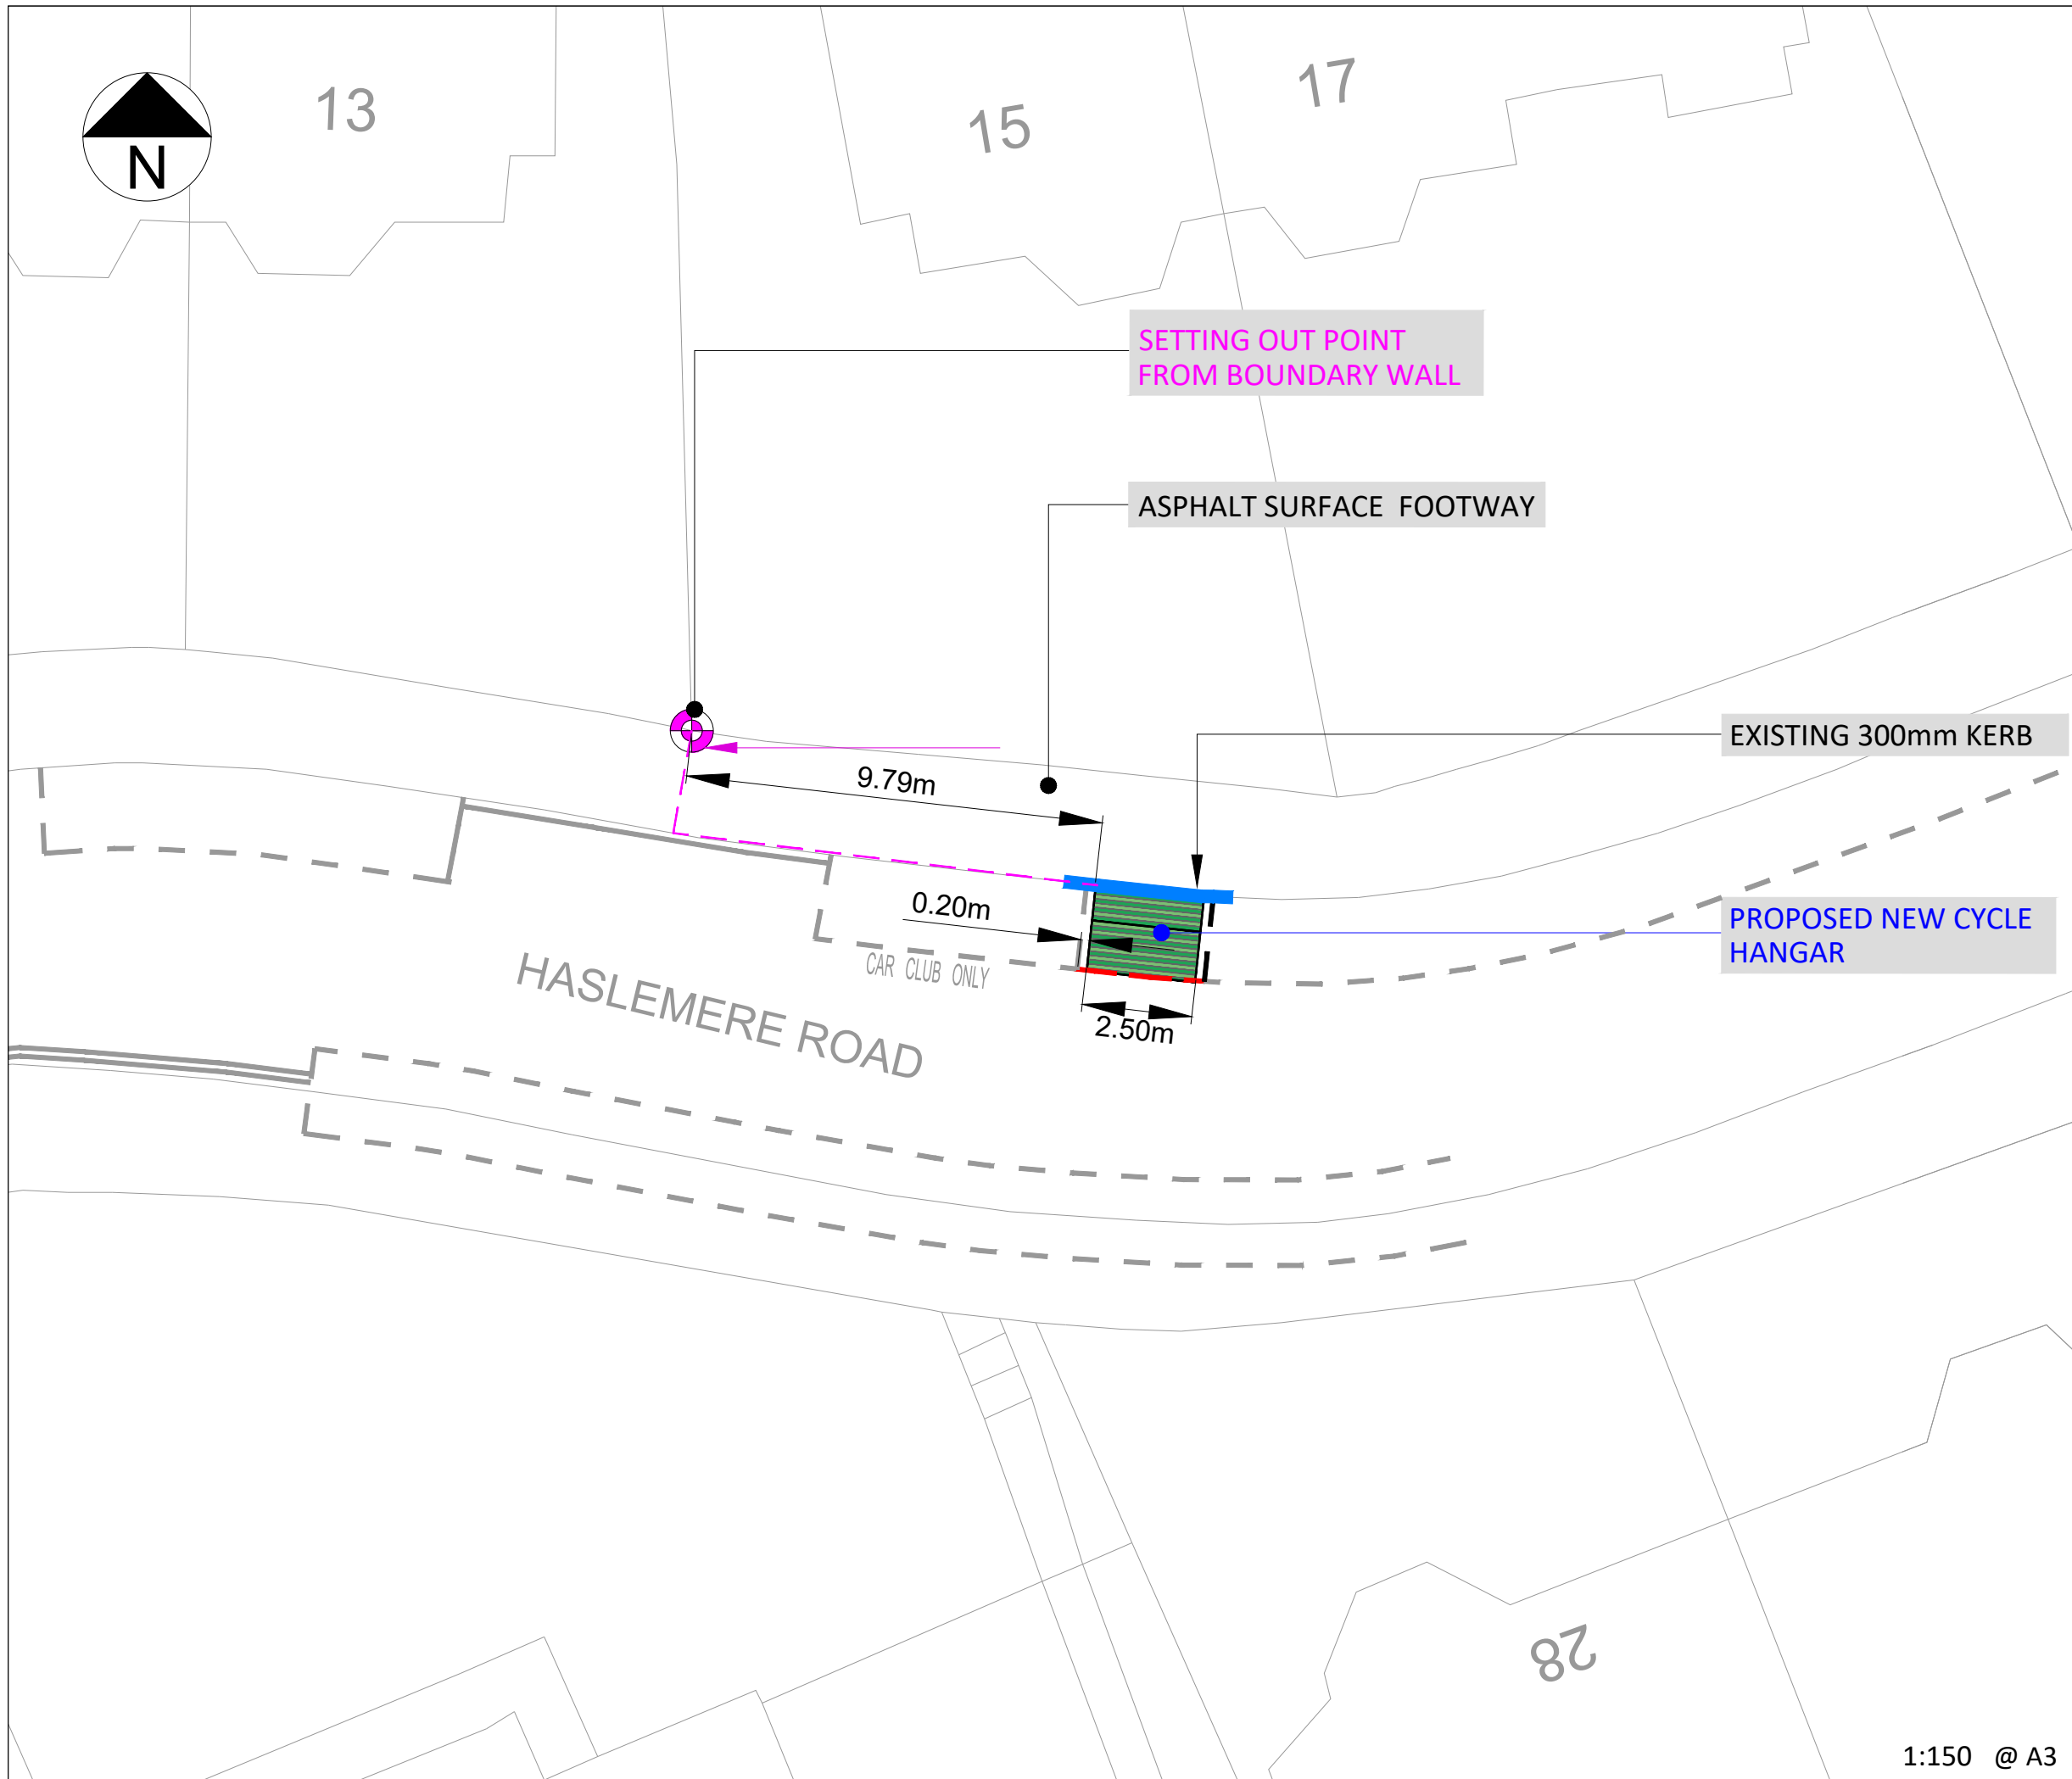 13
15
17
N
SETTING OUT POINT
FROM BOUNDARY WALL
ASPHALT SURFACE FOOTWAY
EXISTING 300mm KERB
9.79m
0.20m
PROPOSED NEW CYCLE
HANGAR
CAR CLUB ONLY
HASLEMERE ROAD
2.50m
28
1:150 @ A3